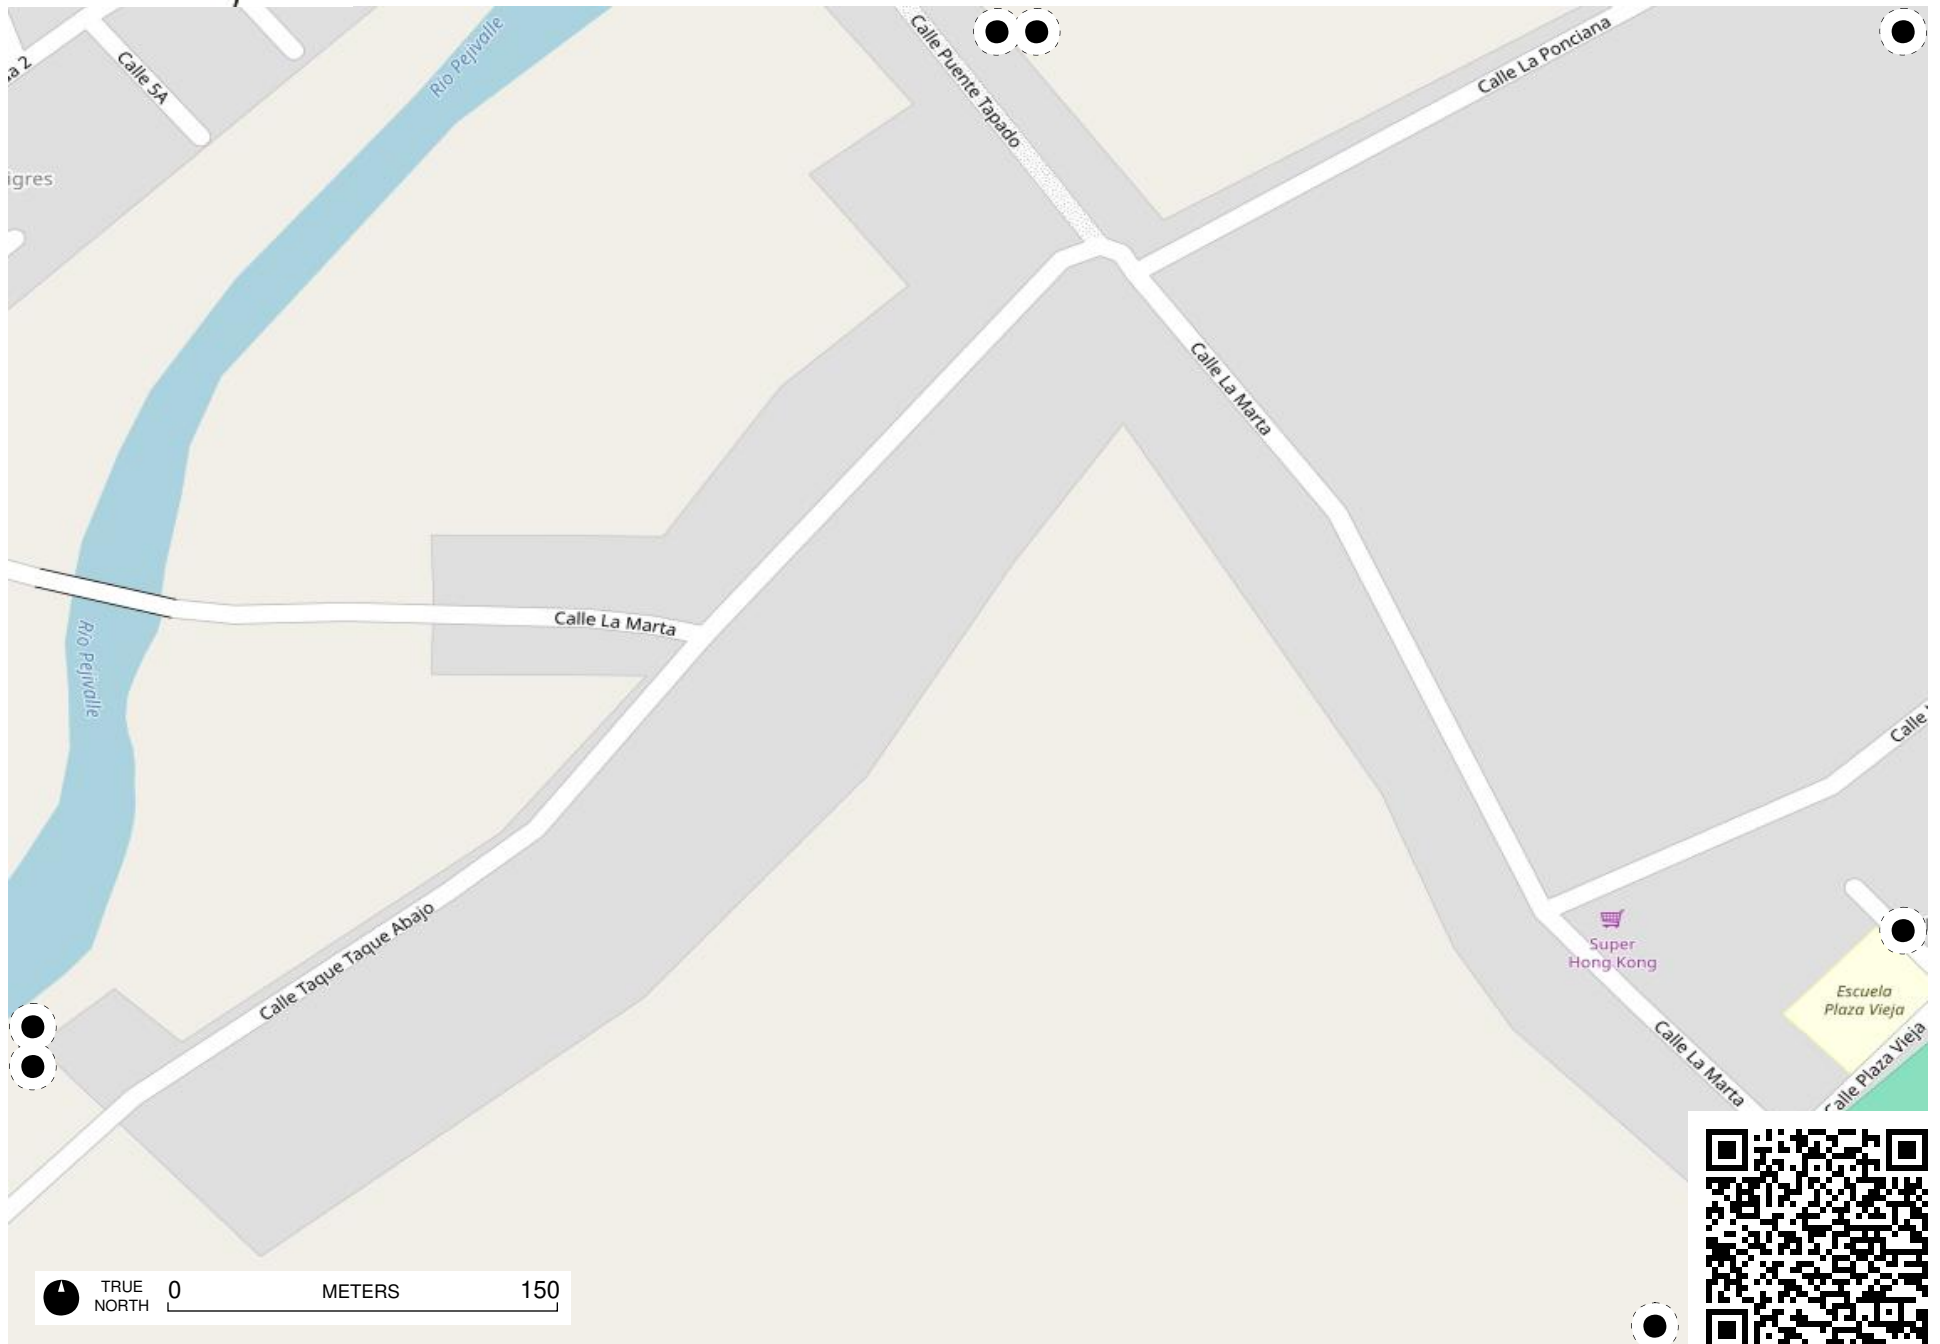 Río Pejivalle
Calle Puente Tapado
Calle La Ponciana
Calle 5A
Calle La Marta
Calle La Marta
Río Pejivalle
Calle
Calle Taque Taque Abajo
Super
Hong Kong
Escuela
Plaza Vieja
Calle La Marta
Calle Plaza Vieja
TRUE
NORTH
0 METERS 150